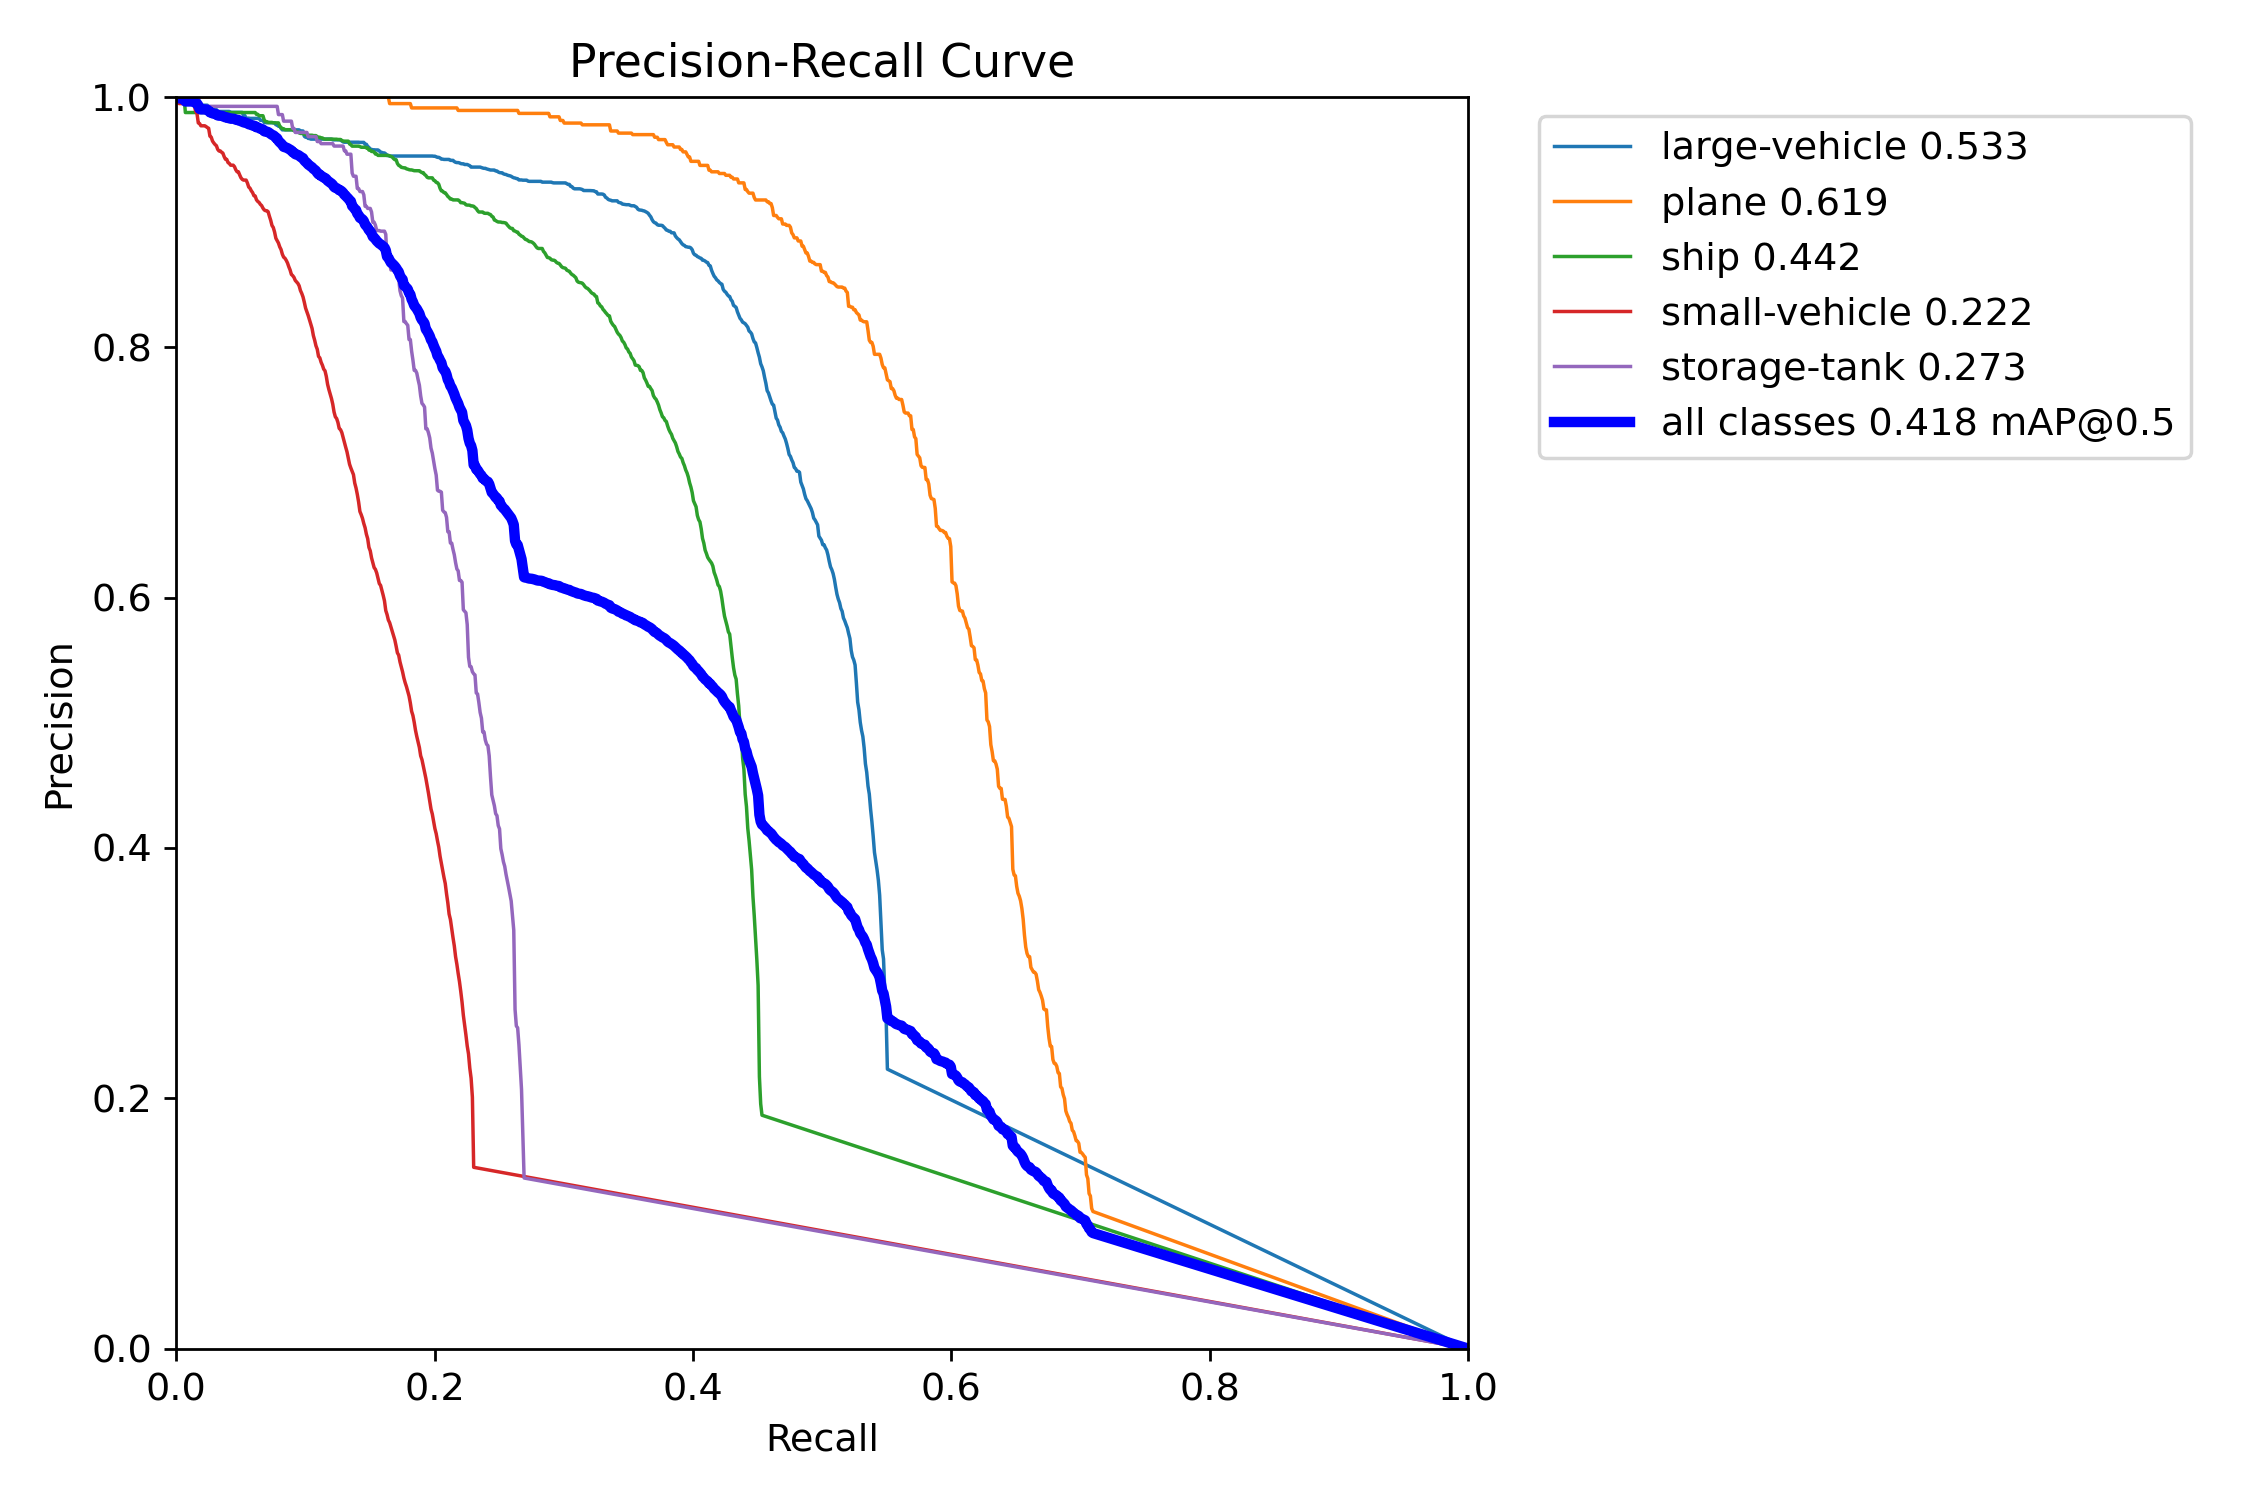 Precision-Recall Curve
1.0
0.8
0.6
0.4
0.2
0.0
Precision
0.0 0.2 0.4 0.6 0.8 1.0
Recall
large-vehicle 0.533
plane 0.619
ship 0.442
small-vehicle 0.222
storage-tank 0.273
all classes 0.418 mAP@0.5